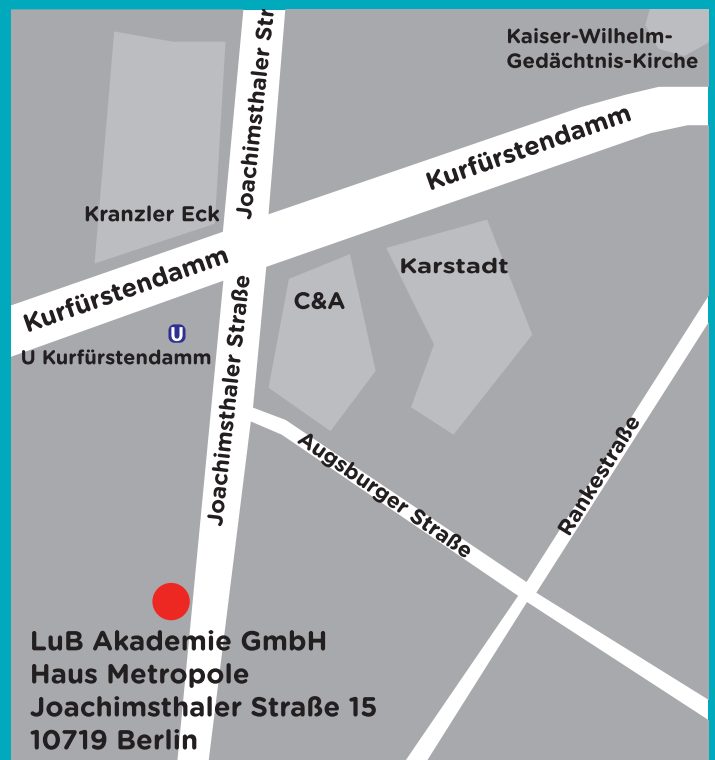 Joachimsthaler Str
Kaiser-Wilhelm-
Gedächtnis-Kirche
Kurfürstendamm
Kranzler Eck
Kurfürstendamm
Karstadt
C&A
U
U Kurfürstendamm
Joachimsthaler Straße
Augsburger Straße
Rankestraße
LuB Akademie GmbH
Haus Metropole
Joachimsthaler Straße 15
10719 Berlin